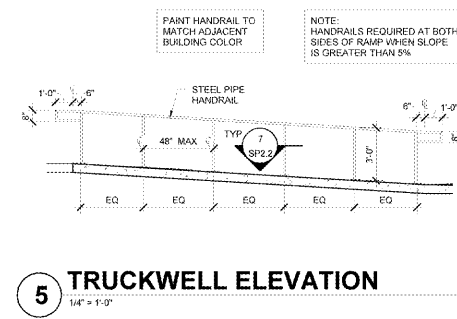 PAINT HANDRAIL TO
MATCH ADJACENT
BUILDING COLOR
NOTE:
HANDRAILS REQUIRED AT BOTH
SIDES OF RAMP WHEN SLOPE
IS GREATER THAN 5%
STEEL PIPE
HANDRAIL
1'-0"
6"
6"
1'-0"
8"
8"
48" MAX
TYP
7
SP2.2
3'-0"
EQ
EQ
EQ
EQ
EQ
5
TRUCKWELL ELEVATION
1/4" = 1'-0"